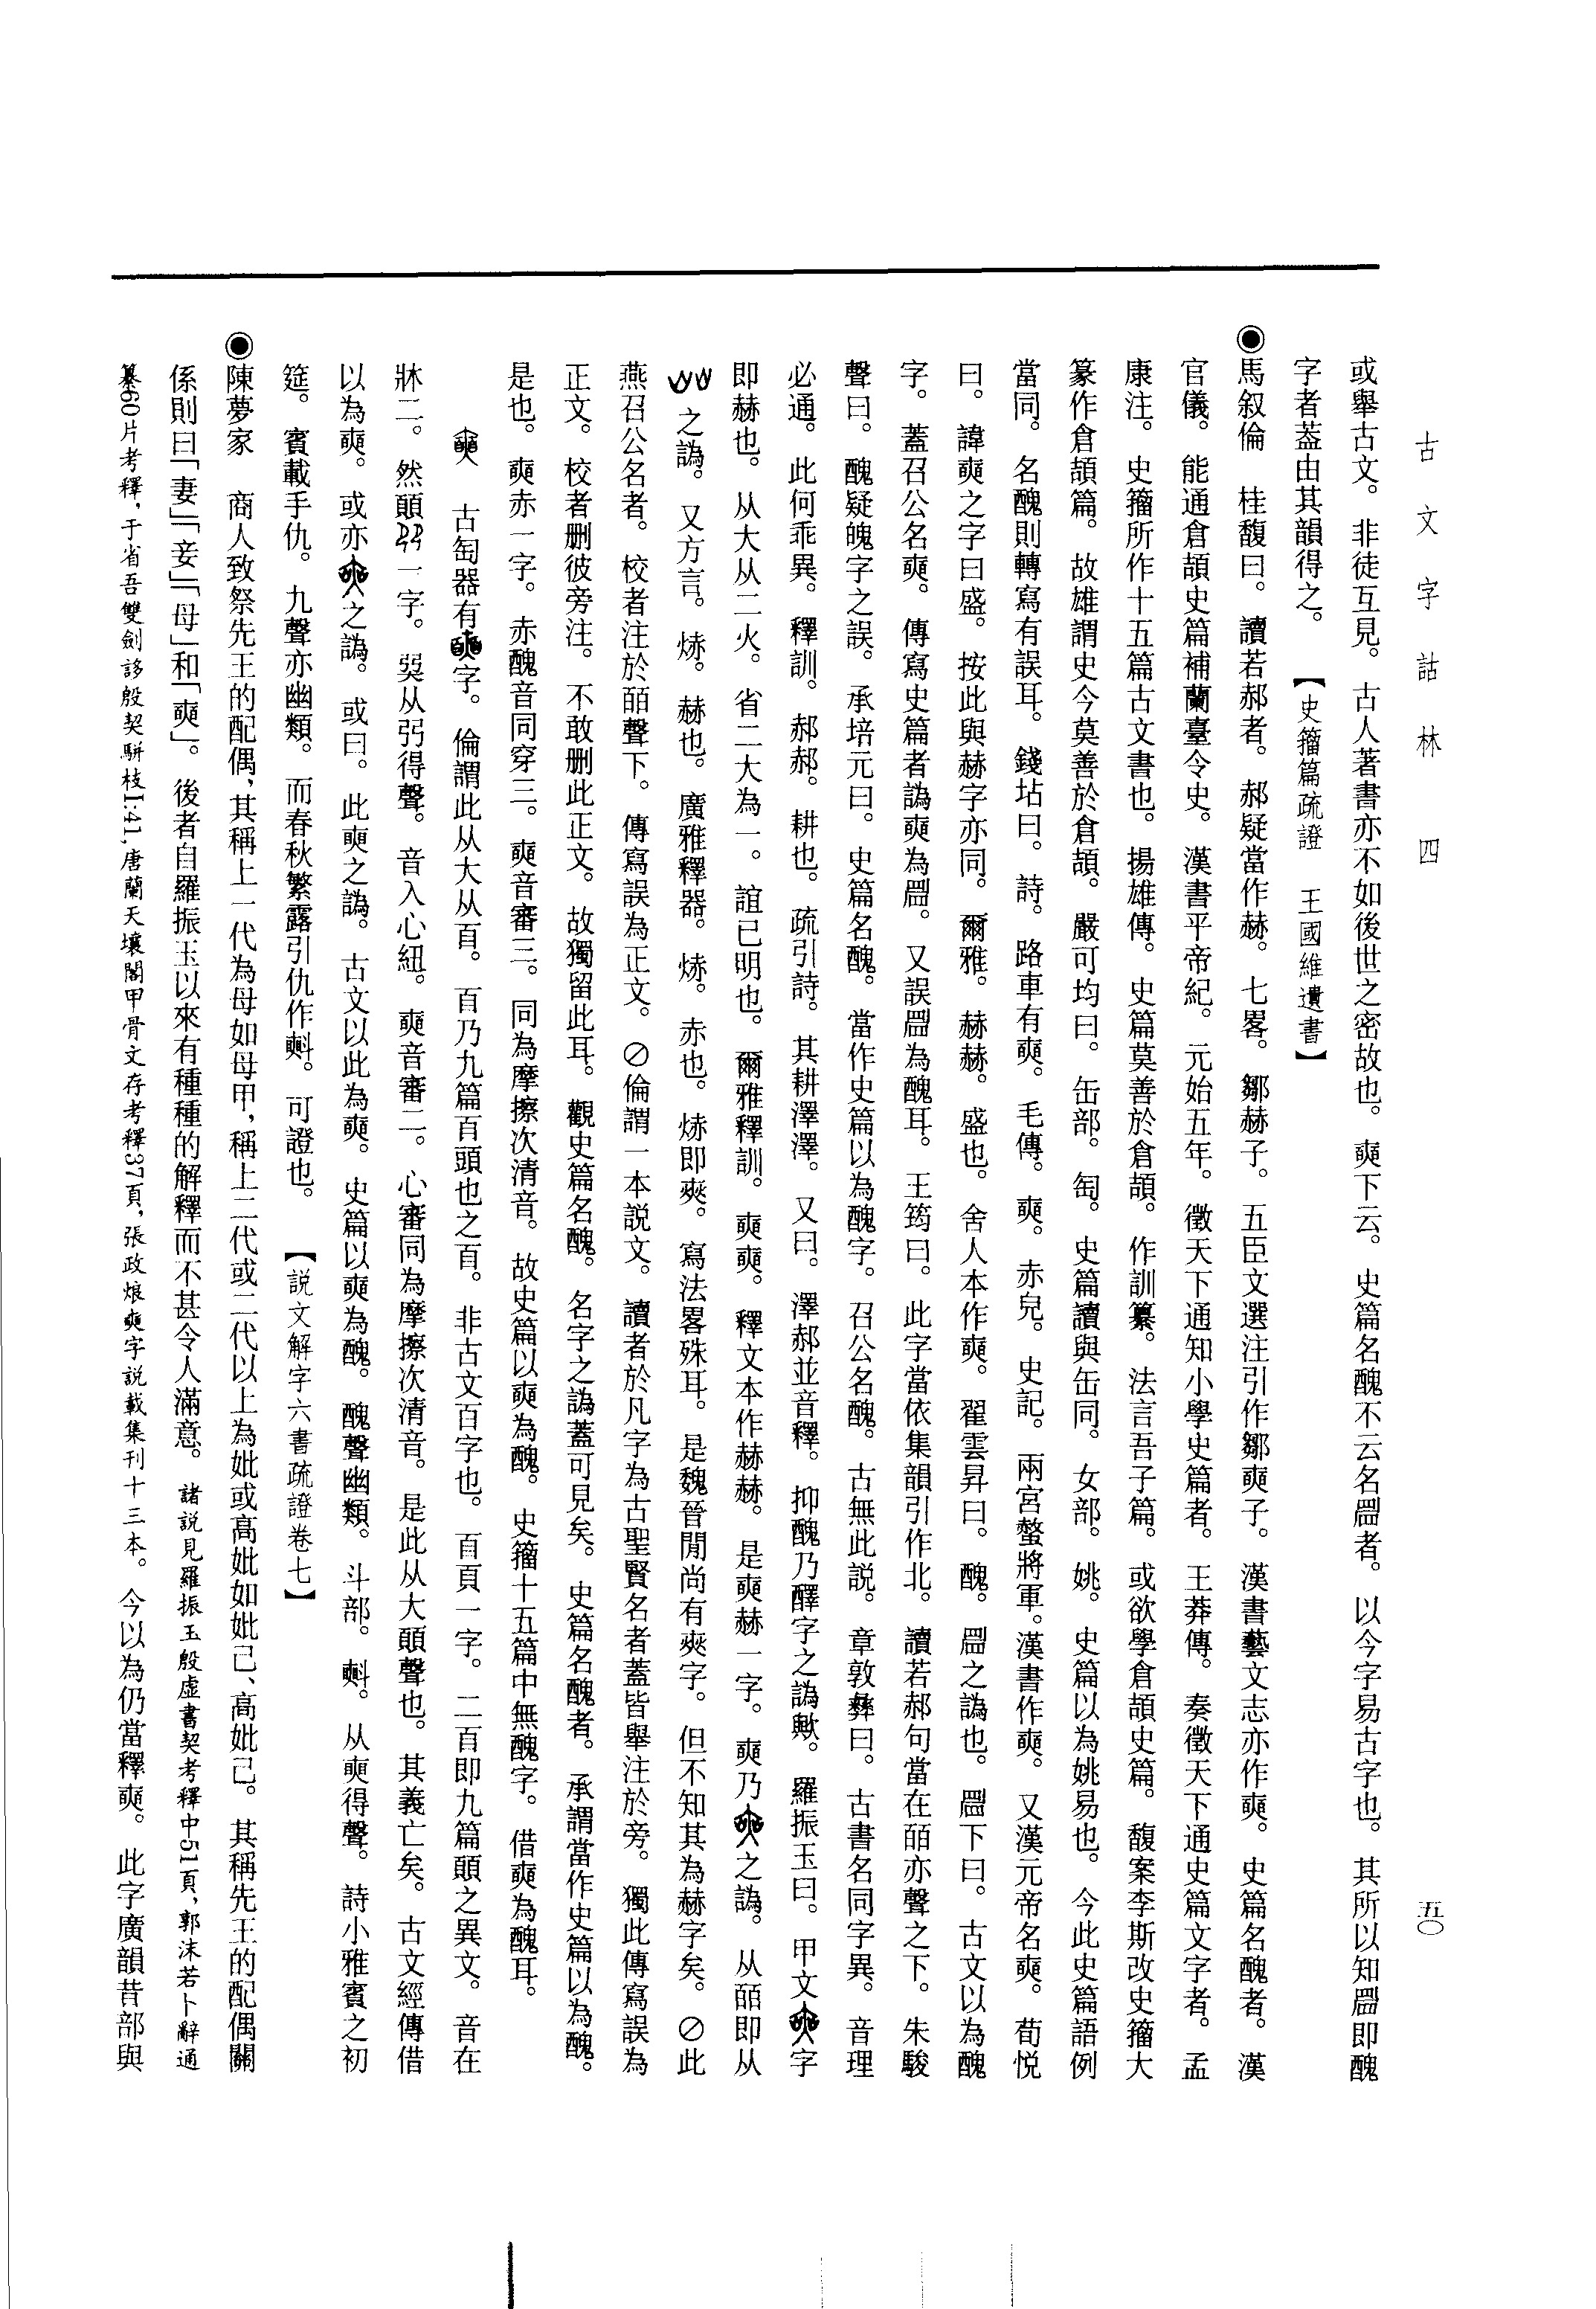 古文字詁林　四
五〇
或舉古文。非徒互見。古人著書亦不如後世之密故也。奭下云。史篇名醜不云名䀠者。以今字易古字也。其所以知䀠即醜
字者葢由其韻得之。　【史籀篇疏證　王國維遺書】
◉馬叙倫　桂馥曰。讀若郝者。郝疑當作赫。七畧。鄒赫子。五臣文選注引作鄒奭子。漢書藝文志亦作奭。史篇名醜者。漢
官儀。能通倉頡史篇補蘭臺令史。漢書平帝紀。元始五年。徵天下通知小學史篇者。王莽傳。奏徵天下通史篇文字者。孟
康注。史籀所作十五篇古文書也。揚雄傳。史篇莫善於倉頡。作訓纂。法言吾子篇。或欲學倉頡史篇。馥案李斯改史籀大
篆作倉頡篇。故雄謂史今莫善於倉頡。嚴可均曰。缶部。匋。史篇讀與缶同。女部。姚。史篇以為姚易也。今此史篇語例
當同。名醜則轉寫有誤耳。錢坫曰。詩。路車有奭。毛傳。奭。赤皃。史記。兩宮螫將軍。漢書作奭。又漢元帝名奭。荀悅
曰。諱奭之字曰盛。按此與赫字亦同。爾雅。赫赫。盛也。舍人本作奭。翟雲昇曰。醜。之譌也。下曰。古文以為醜
字。蓋召公名奭。傳寫史篇者譌奭為。又誤為醜耳。王筠曰。此字當依集韻引作北。讀若郝句當在皕亦聲之下。朱駿
聲曰。醜疑䰟字之誤。承培元曰。史篇名醜。當作史篇以為醜字。召公名醜。古無此說。章敦彝曰。古書名同字異。音理
必通。此何乖異。釋訓。郝郝。耕也。疏引詩。其耕澤澤。又曰。澤郝並音釋。抑醜乃醳字之譌歟。羅振玉曰。甲文字
即赫也。从大从二火。省二大為一。誼已明也。爾雅釋訓。奭奭。釋文本作赫赫。是奭赫一字。奭乃之譌。从皕即从
之譌。又方言。焃。赫也。廣雅釋器。焃。赤也。焃即㷎。寫法畧殊耳。是魏晉閒尚有㷎字。但不知其為赫字矣。⊘此
燕召公名者。校者注於皕聲下。傳寫誤為正文。⊘倫謂一本說文。讀者於凡字為古聖賢名者蓋皆舉注於旁。獨此傳寫誤為
正文。校者刪彼旁注。不敢刪此正文。故獨留此耳。觀史篇名醜。名字之譌蓋可見矣。史篇名醜者。承謂當作史篇以為醜。
是也。奭赤一字。赤醜音同穿三。奭音審三。同為摩擦次清音。故史篇以奭為醜。史籀十五篇中無醜字。借奭為醜耳。
古匋器有字。倫謂此从大从𦣻。𦣻乃九篇𦣻頭也之𦣻。非古文百字也。𦣻頁一字。二𦣻即九篇䫀之異文。音在
牀二。然䫀一字。㢲从弜得聲。音入心紐。奭音審二。心審同為摩擦次清音。是此从大䫀聲也。其義亡矣。古文經傳借
以為奭。或亦之譌。或曰。此奭之譌。古文以此為奭。史篇以奭為醜。醜聲幽類。斗部。㪺。从奭得聲。詩小雅賓之初
筵。賓載手仇。九聲亦幽類。而春秋繁露引仇作㪺。可證也。　【說文解字六書疏證卷七】
◉陳夢家　商人致祭先王的配偶，其稱上一代為母如母甲，稱上二代或二代以上為妣或高妣如妣己、高妣己。其稱先王的配偶關
係則曰「妻」「妾」「母」和「奭」。後者自羅振玉以來有種種的解釋而不甚令人滿意。諸說見羅振玉殷虛書契考釋中51頁，郭沫若卜辭通
纂60片考釋，于省吾雙劍誃殷契駢枝1:41，唐蘭天壤閣甲骨文存考釋37頁，張政烺奭字說載集刊十三本。今以為仍當釋奭。此字廣韻昔部與